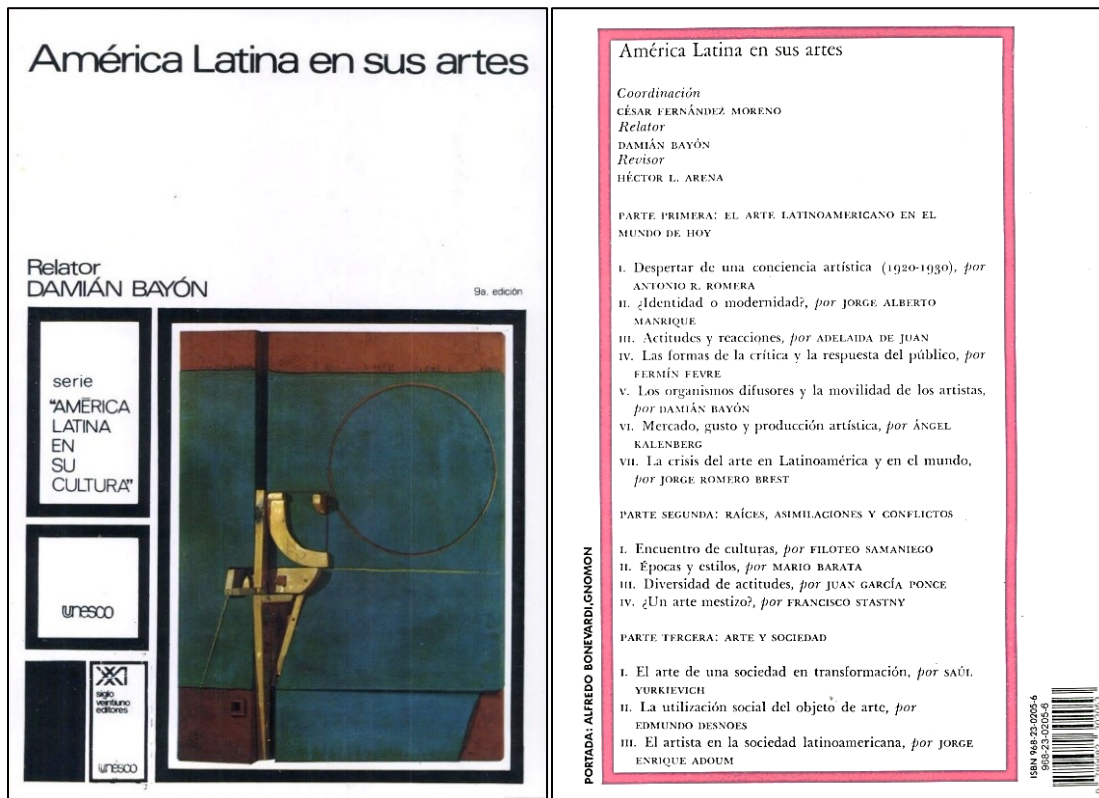 América Latina en sus artes
Relator
DAMIÁN BAYÓN
9a. edición
serie
"AMÉRICA
LATINA
EN
SU
CULTURA"
unesco
siglo
veintiuno
editores
unesco
América Latina en sus artes
Coordinación
CÉSAR FERNÁNDEZ MORENO
Relator
DAMIÁN BAYÓN
Revisor
HÉCTOR L. ARENA
PARTE PRIMERA: EL ARTE LATINOAMERICANO EN EL
MUNDO DE HOY
I. Despertar de una conciencia artística (1920-1930), por
ANTONIO R. ROMERA
II. ¿Identidad o modernidad?, por JORGE ALBERTO
MANRIQUE
III. Actitudes y reacciones, por ADELAIDA DE JUAN
IV. Las formas de la crítica y la respuesta del público, por
FERMÍN FEVRE
V. Los organismos difusores y la movilidad de los artistas,
por DAMIÁN BAYÓN
VI. Mercado, gusto y producción artística, por ÁNGEL
KALENBERG
VII. La crisis del arte en Latinoamérica y en el mundo,
por JORGE ROMERO BREST
PARTE SEGUNDA: RAÍCES, ASIMILACIONES Y CONFLICTOS
I. Encuentro de culturas, por FILOTEO SAMANIEGO
II. Épocas y estilos, por MARIO BARATA
III. Diversidad de actitudes, por JUAN GARCÍA PONCE
IV. ¿Un arte mestizo?, por FRANCISCO STASTNY
PARTE TERCERA: ARTE Y SOCIEDAD
I. El arte de una sociedad en transformación, por SAÚL
YURKIEVICH
II. La utilización social del objeto de arte, por
EDMUNDO DESNOES
III. El artista en la sociedad latinoamericana, por JORGE
ENRIQUE ADOUM
PORTADA: ALFREDO BONEVARDI, GNOMON
ISBN 968-23-0205-6
968-23-0205-6